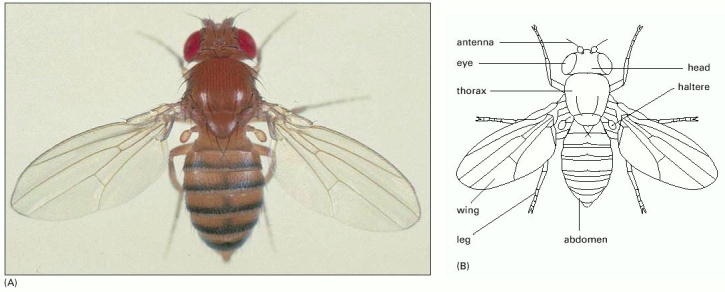 antenna
eye
head
thorax
haltere
wing
leg
abdomen
(A)
(B)